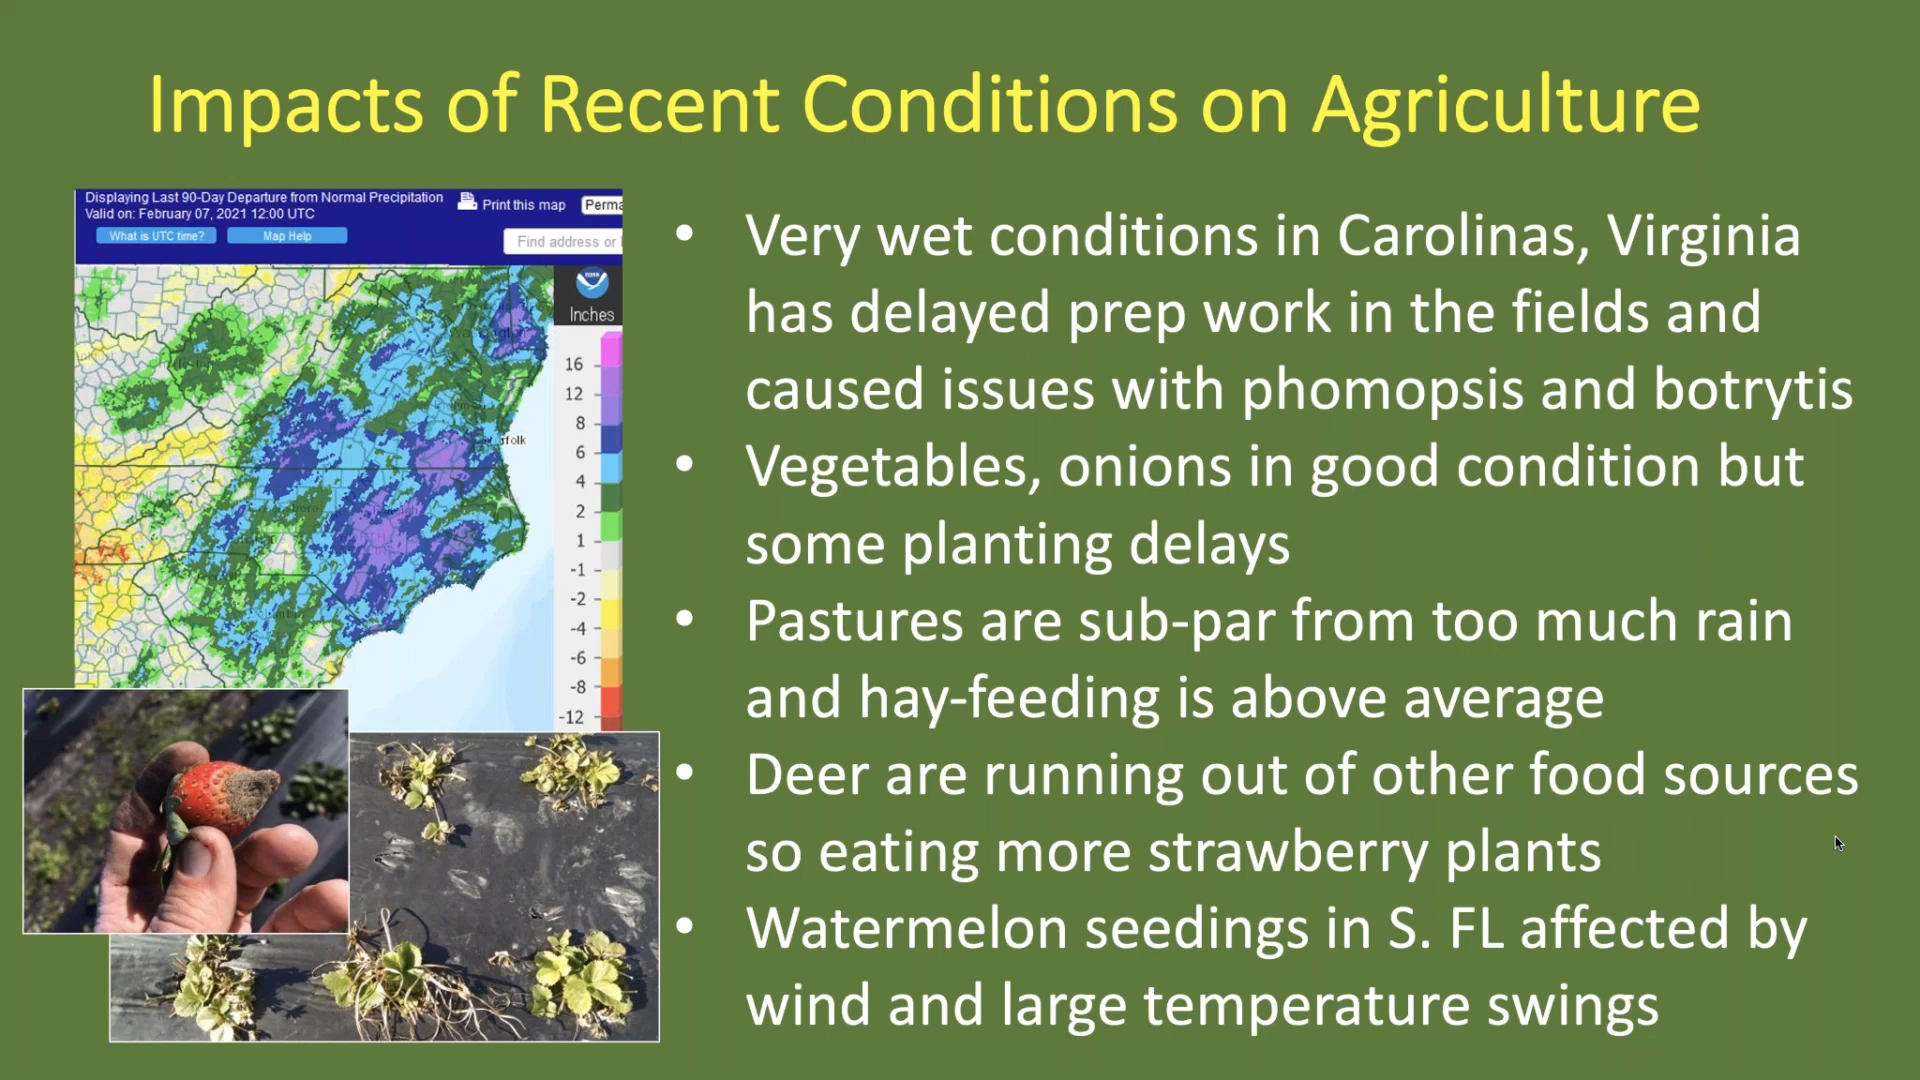 Impacts of Recent Conditions on Agriculture
Displaying Last 90-Day Departure from Normal Precipitation
Valid on: February 07, 2021 12:00 UTC
Print this map
What is UTC time?
Map Help
Find address or
Inches
16
12
8
6
4
2
1
-1
-2
-4
-6
-8
-12
• Very wet conditions in Carolinas, Virginia
has delayed prep work in the fields and
caused issues with phomopsis and botrytis
• Vegetables, onions in good condition but
some planting delays
• Pastures are sub-par from too much rain
and hay-feeding is above average
• Deer are running out of other food sources
so eating more strawberry plants
• Watermelon seedings in S. FL affected by
wind and large temperature swings